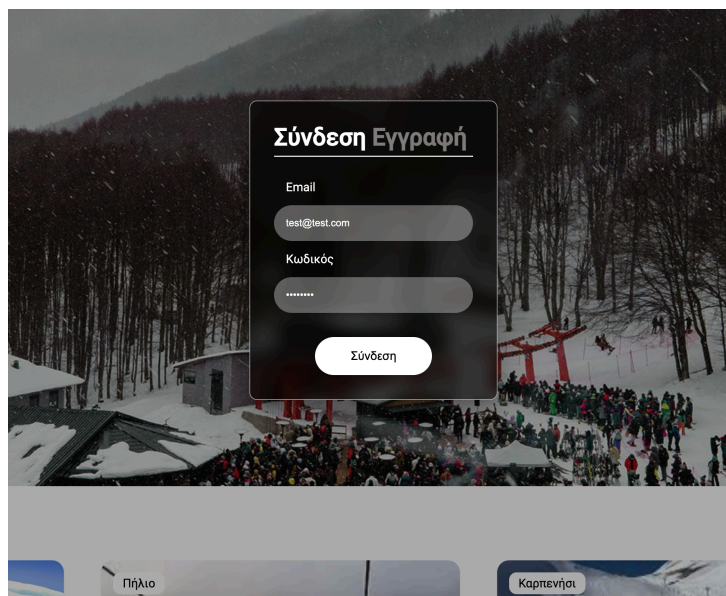 Σύνδεση Εγγραφή
Email
test@test.com
Κωδικός
••••••••
Σύνδεση
Πήλιο
Καρπενήσι